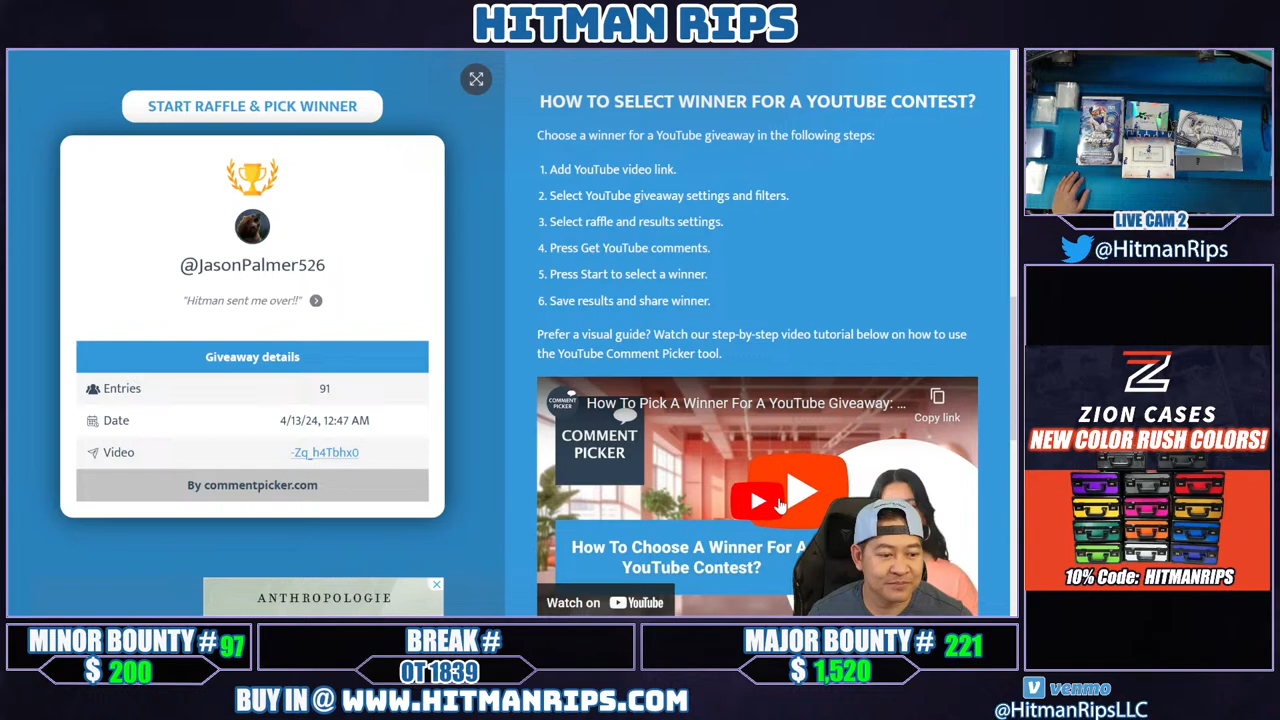 HITMAN RIPS
START RAFFLE & PICK WINNER
@JasonPalmer526
"Hitman sent me over!!"
Giveaway details
Entries 91
Date 4/13/24, 12:47 AM
Video -Zq_h4Tbhx0
By commentpicker.com
ANTHROPOLOGIE
HOW TO SELECT WINNER FOR A YOUTUBE CONTEST?
Choose a winner for a YouTube giveaway in the following steps:
1. Add YouTube video link.
2. Select YouTube giveaway settings and filters.
3. Select raffle and results settings.
4. Press Get YouTube comments.
5. Press Start to select a winner.
6. Save results and share winner.
Prefer a visual guide? Watch our step-by-step video tutorial below on how to use
the YouTube Comment Picker tool.
COMMENT
PICKER
How To Pick A Winner For A YouTube Giveaway: ...
Copy link
COMMENT
PICKER
How To Choose A Winner For A
YouTube Contest?
Watch on YouTube
LIVE CAM 2
@HitmanRips
ZION CASES
NEW COLOR RUSH COLORS!
10% Code: HITMANRIPS
MINOR BOUNTY # 97
$ 200
BREAK #
OT 1839
MAJOR BOUNTY # 221
$ 1,520
BUY IN @ WWW.HITMANRIPS.COM
venmo
@HitmanRipsLLC